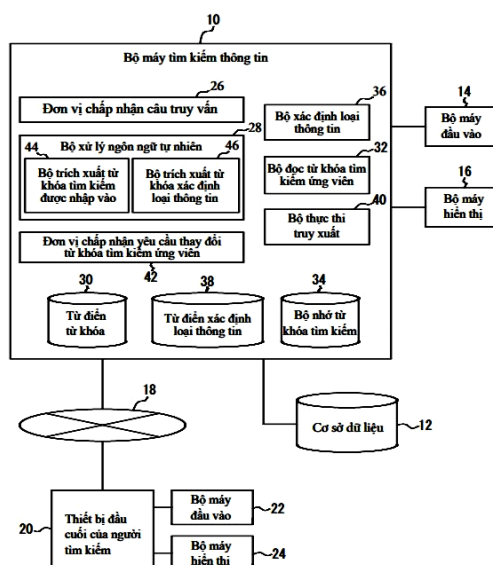 10
Bộ máy tìm kiếm thông tin
26
Đơn vị chấp nhận câu truy vấn
28
Bộ xử lý ngôn ngữ tự nhiên
44
46
Bộ trích xuất từ
khóa tìm kiếm
được nhập vào
Bộ trích xuất từ
khóa xác định
loại thông tin
Đơn vị chấp nhận yêu cầu thay đổi
từ khóa tìm kiếm ứng viên
42
36
Bộ xác định loại
thông tin
32
Bộ đọc từ khóa tìm
kiếm ứng viên
40
Bộ thực thi
truy xuất
14
Bộ máy
đầu vào
16
Bộ máy
hiển thị
30
Từ điển
từ khóa
38
Từ điển xác định
loại thông tin
34
Bộ nhớ từ
khóa tìm kiếm
18
Cơ sở dữ liệu
12
20
Thiết bị đầu
cuối của người
tìm kiếm
Bộ máy
đầu vào
22
Bộ máy
hiển thị
24